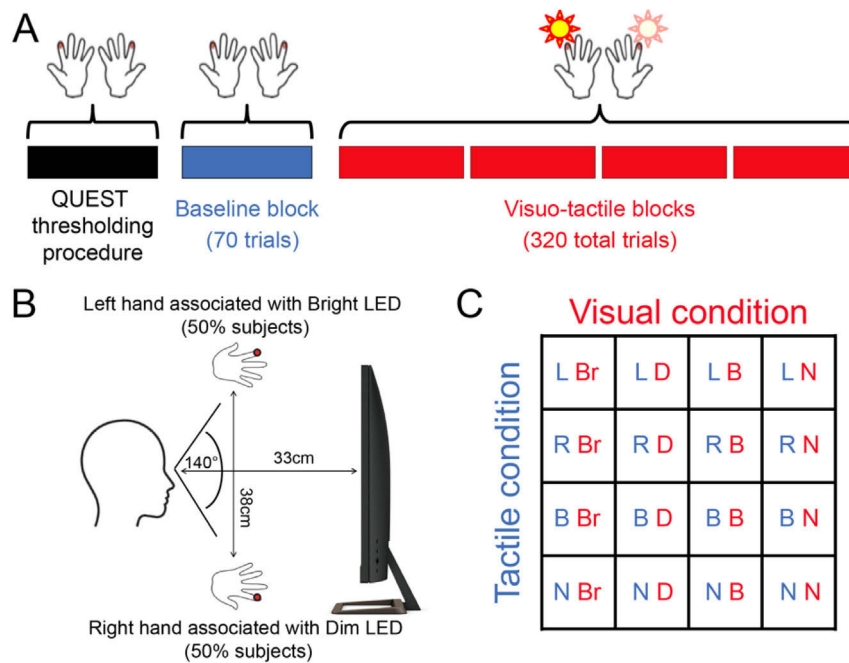 A
QUEST
thresholding
procedure
Baseline block
(70 trials)
Visuo-tactile blocks
(320 total trials)
B
Left hand associated with Bright LED
(50% subjects)
140°
33cm
38cm
Right hand associated with Dim LED
(50% subjects)
C
Visual condition
Tactile condition
L Br L D L B L N
R Br R D R B R N
B Br B D B B B N
N Br N D N B N N